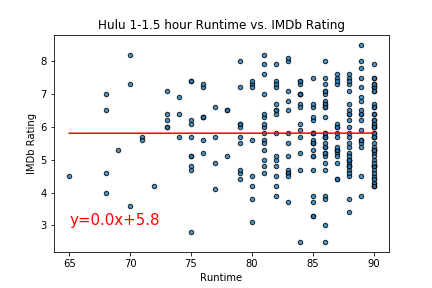 Hulu 1-1.5 hour Runtime vs. IMDb Rating
IMDb Rating
8
7
6
5
4
3
y=0.0x+5.8
65 70 75 80 85 90
Runtime